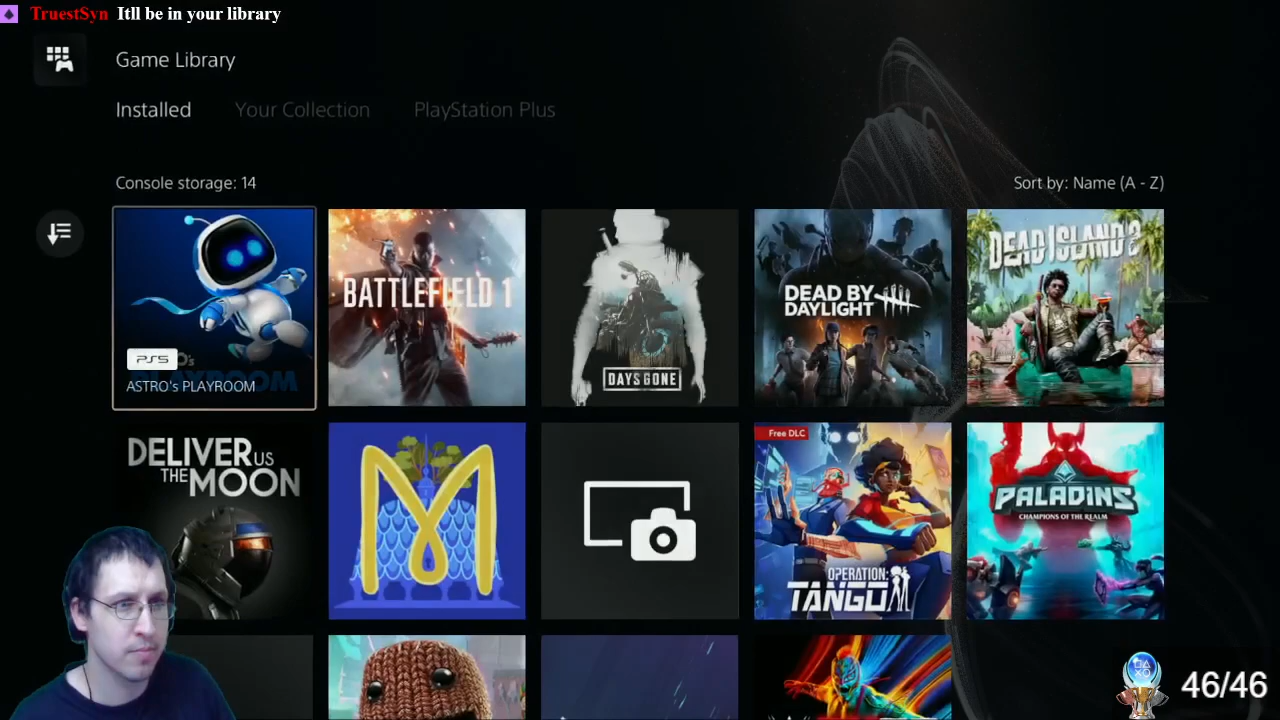 TruestSyn Itll be in your library
Game Library
Installed Your Collection PlayStation Plus
Console storage: 14
Sort by: Name (A - Z)
PS5
ASTRO's PLAYROOM
BATTLEFIELD 1
DAYS GONE
DEAD BY
DAYLIGHT
DEAD ISLAND 2
DELIVER US
THE MOON
M
Free DLC
OPERATION:
TANGO
PALADINS
CHAMPIONS OF THE REALM
46/46